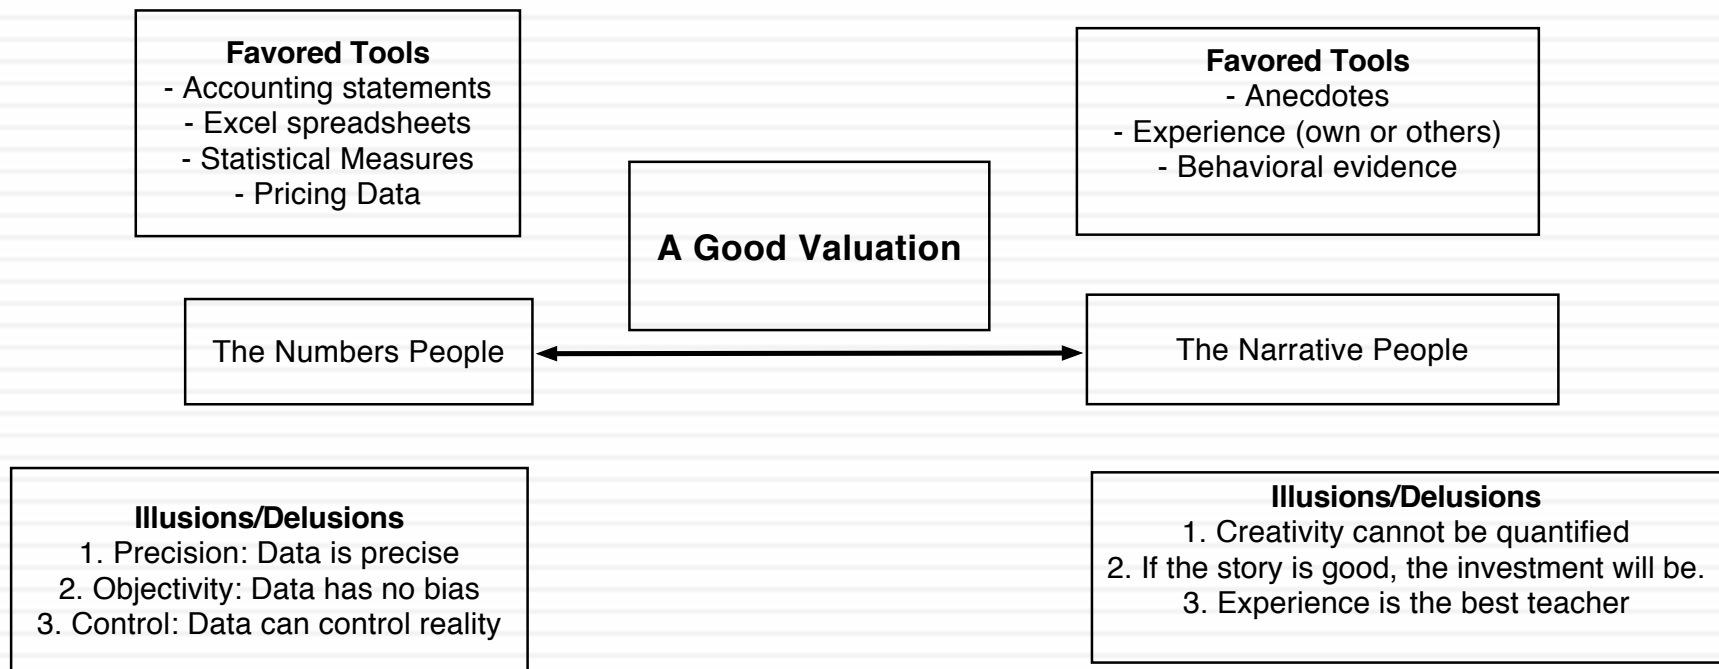 Favored Tools
- Accounting statements
- Excel spreadsheets
- Statistical Measures
- Pricing Data
Favored Tools
- Anecdotes
- Experience (own or others)
- Behavioral evidence
A Good Valuation
The Numbers People
The Narrative People
Illusions/Delusions
1. Precision: Data is precise
2. Objectivity: Data has no bias
3. Control: Data can control reality
Illusions/Delusions
1. Creativity cannot be quantified
2. If the story is good, the investment will be.
3. Experience is the best teacher